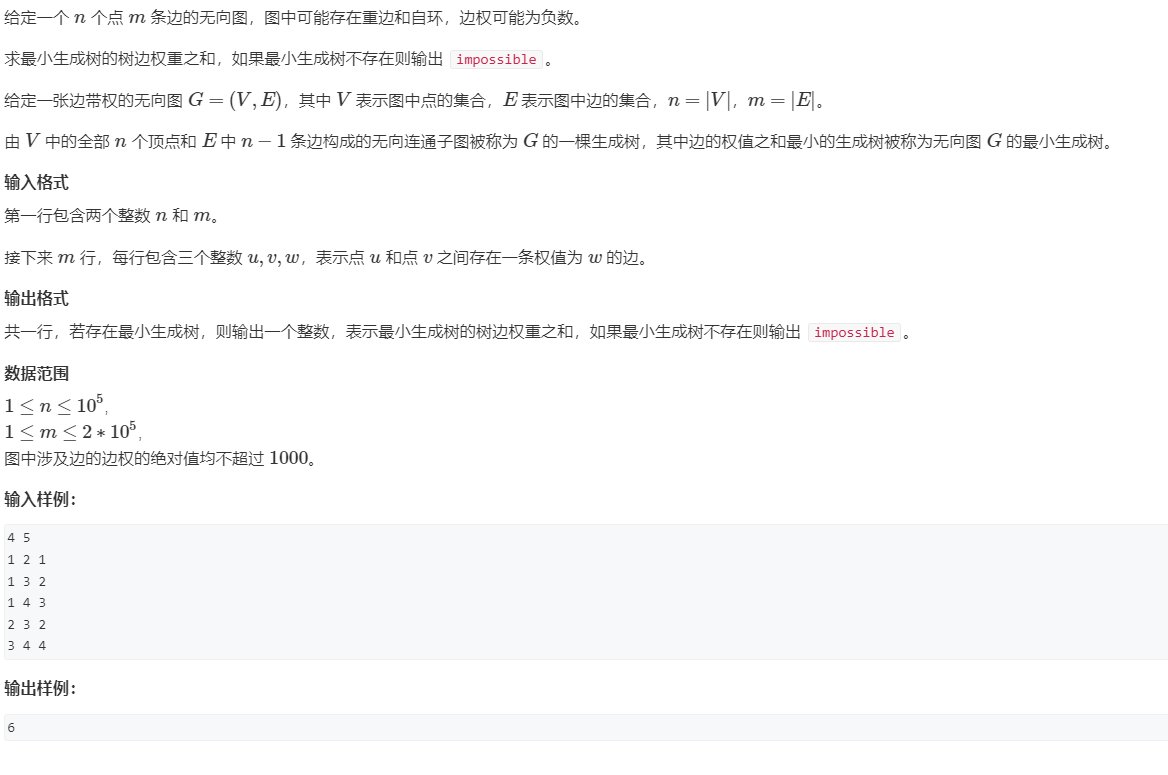 给定一个 n 个点 m 条边的无向图，图中可能存在重边和自环，边权可能为负数。
求最小生成树的树边权重之和，如果最小生成树不存在则输出 impossible 。
给定一张边带权的无向图 G = (V, E)，其中 V 表示图中点的集合，E 表示图中边的集合，n = |V|，m = |E|。
由 V 中的全部 n 个顶点和 E 中 n − 1 条边构成的无向连通子图被称为 G 的一棵生成树，其中边的权值之和最小的生成树被称为无向图 G 的最小生成树。
输入格式
第一行包含两个整数 n 和 m。
接下来 m 行，每行包含三个整数 u, v, w，表示点 u 和点 v 之间存在一条权值为 w 的边。
输出格式
共一行，若存在最小生成树，则输出一个整数，表示最小生成树的树边权重之和，如果最小生成树不存在则输出 impossible 。
数据范围
1 ≤ n ≤ 10⁵,
1 ≤ m ≤ 2 * 10⁵,
图中涉及边的边权的绝对值均不超过 1000。
输入样例：
4 5
1 2 1
1 3 2
1 4 3
2 3 2
3 4 4
输出样例：
6